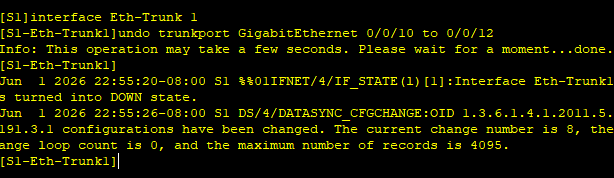 [S1]interface Eth-Trunk 1
[S1-Eth-Trunk1]undo trunkport GigabitEthernet 0/0/10 to 0/0/12
Info: This operation may take a few seconds. Please wait for a moment...done.
[S1-Eth-Trunk1]
Jun  1 2026 22:55:20-08:00 S1 %%01IFNET/4/IF_STATE(l)[1]:Interface Eth-Trunk1
s turned into DOWN state.
Jun  1 2026 22:55:26-08:00 S1 DS/4/DATASYNC_CFGCHANGE:OID 1.3.6.1.4.1.2011.5.
191.3.1 configurations have been changed. The current change number is 8, the
ange loop count is 0, and the maximum number of records is 4095.
[S1-Eth-Trunk1]